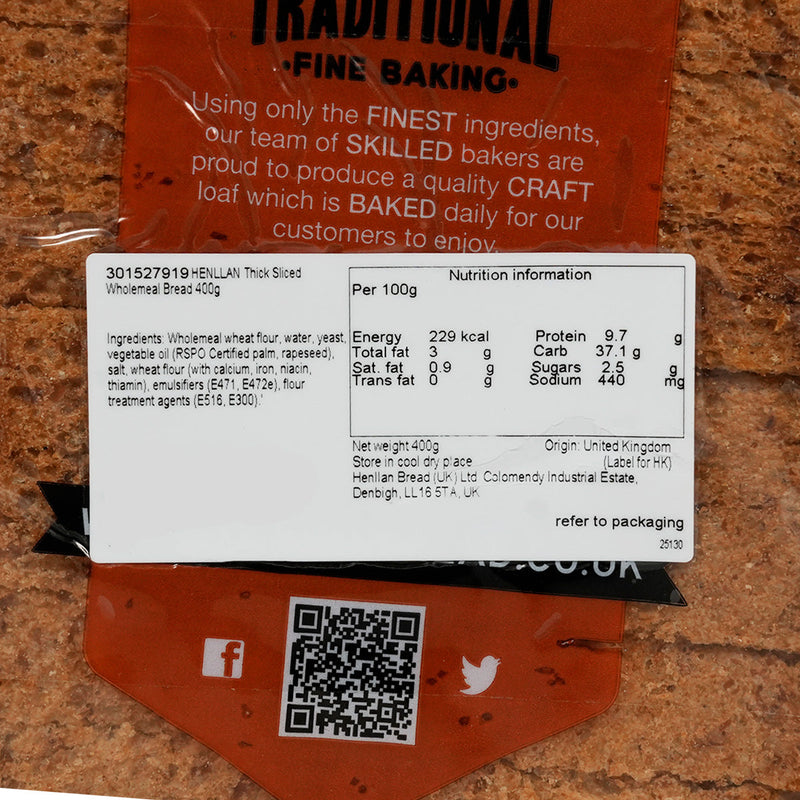 TRADITIONAL
•FINE BAKING•
Using only the FINEST ingredients,
our team of SKILLED bakers are
proud to produce a quality CRAFT
loaf which is BAKED daily for our
customers to enjoy.
301527919 HENLLAN Thick Sliced
Wholemeal Bread 400g
Ingredients: Wholemeal wheat flour, water, yeast,
vegetable oil (RSPO Certified palm, rapeseed),
salt, wheat flour (with calcium, iron, niacin,
thiamin), emulsifiers (E471, E472e), flour
treatment agents (E516, E300).'
Nutrition information
Per 100g
Energy 229 kcal Protein 9.7 g
Total fat 3 g Carb 37.1 g
Sat. fat 0.9 g Sugars 2.5 g
Trans fat 0 g Sodium 440 mg
Net weight 400g Origin: United Kingdom
Store in cool dry place (Label for HK)
Henllan Bread (UK) Ltd Colomendy Industrial Estate,
Denbigh, LL16 5TA, UK
refer to packaging
25130
.CO.UK